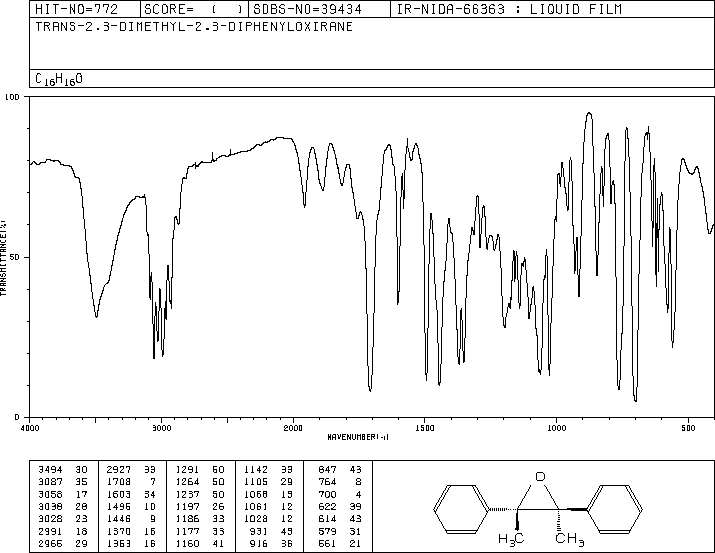 HIT-NO=772 SCORE= ( ) SDBS-NO=39434 IR-NIDA-66363 : LIQUID FILM
TRANS-2,3-DIMETHYL-2,3-DIPHENYLOXIRANE
C16H16O
100
50
0
TRANSMITTANCE(%)
4000 3000 2000 1500 1000 500
WAVENUMBER(-1)
3494 30 2927 33 1291 50 1142 33 847 43
3087 35 1708 7 1264 50 1105 29 764 8
3058 17 1603 34 1237 50 1068 13 700 4
3038 28 1496 10 1197 26 1061 12 622 39
3028 23 1446 9 1186 33 1028 12 614 43
2991 18 1370 16 1177 33 931 43 579 31
2966 29 1363 16 1160 41 916 36 561 21
O
H3C CH3